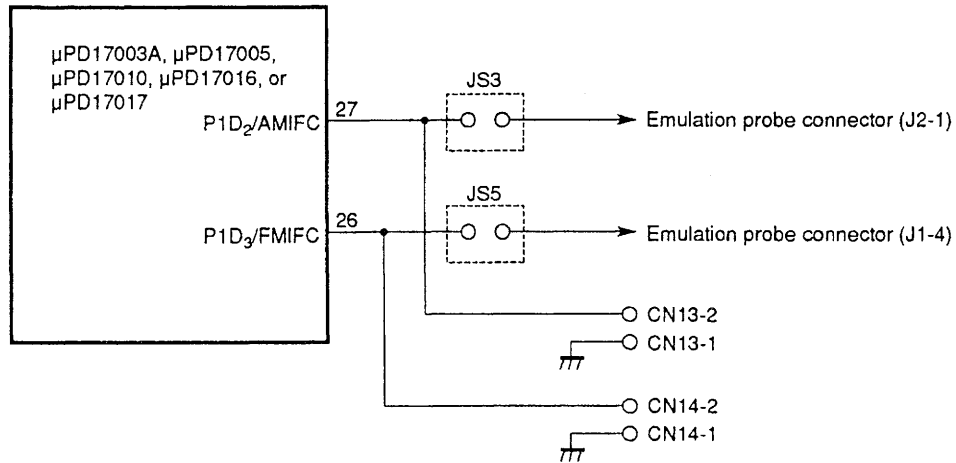 µPD17003A, µPD17005,
µPD17010, µPD17016, or
µPD17017
P1D2/AMIFC
27
JS3
Emulation probe connector (J2-1)
P1D3/FMIFC
26
JS5
Emulation probe connector (J1-4)
CN13-2
CN13-1
CN14-2
CN14-1